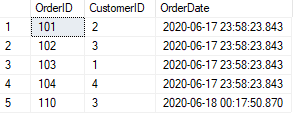 OrderID CustomerID OrderDate
1 101 2 2020-06-17 23:58:23.843
2 102 3 2020-06-17 23:58:23.843
3 103 1 2020-06-17 23:58:23.843
4 104 4 2020-06-17 23:58:23.843
5 110 3 2020-06-18 00:17:50.870